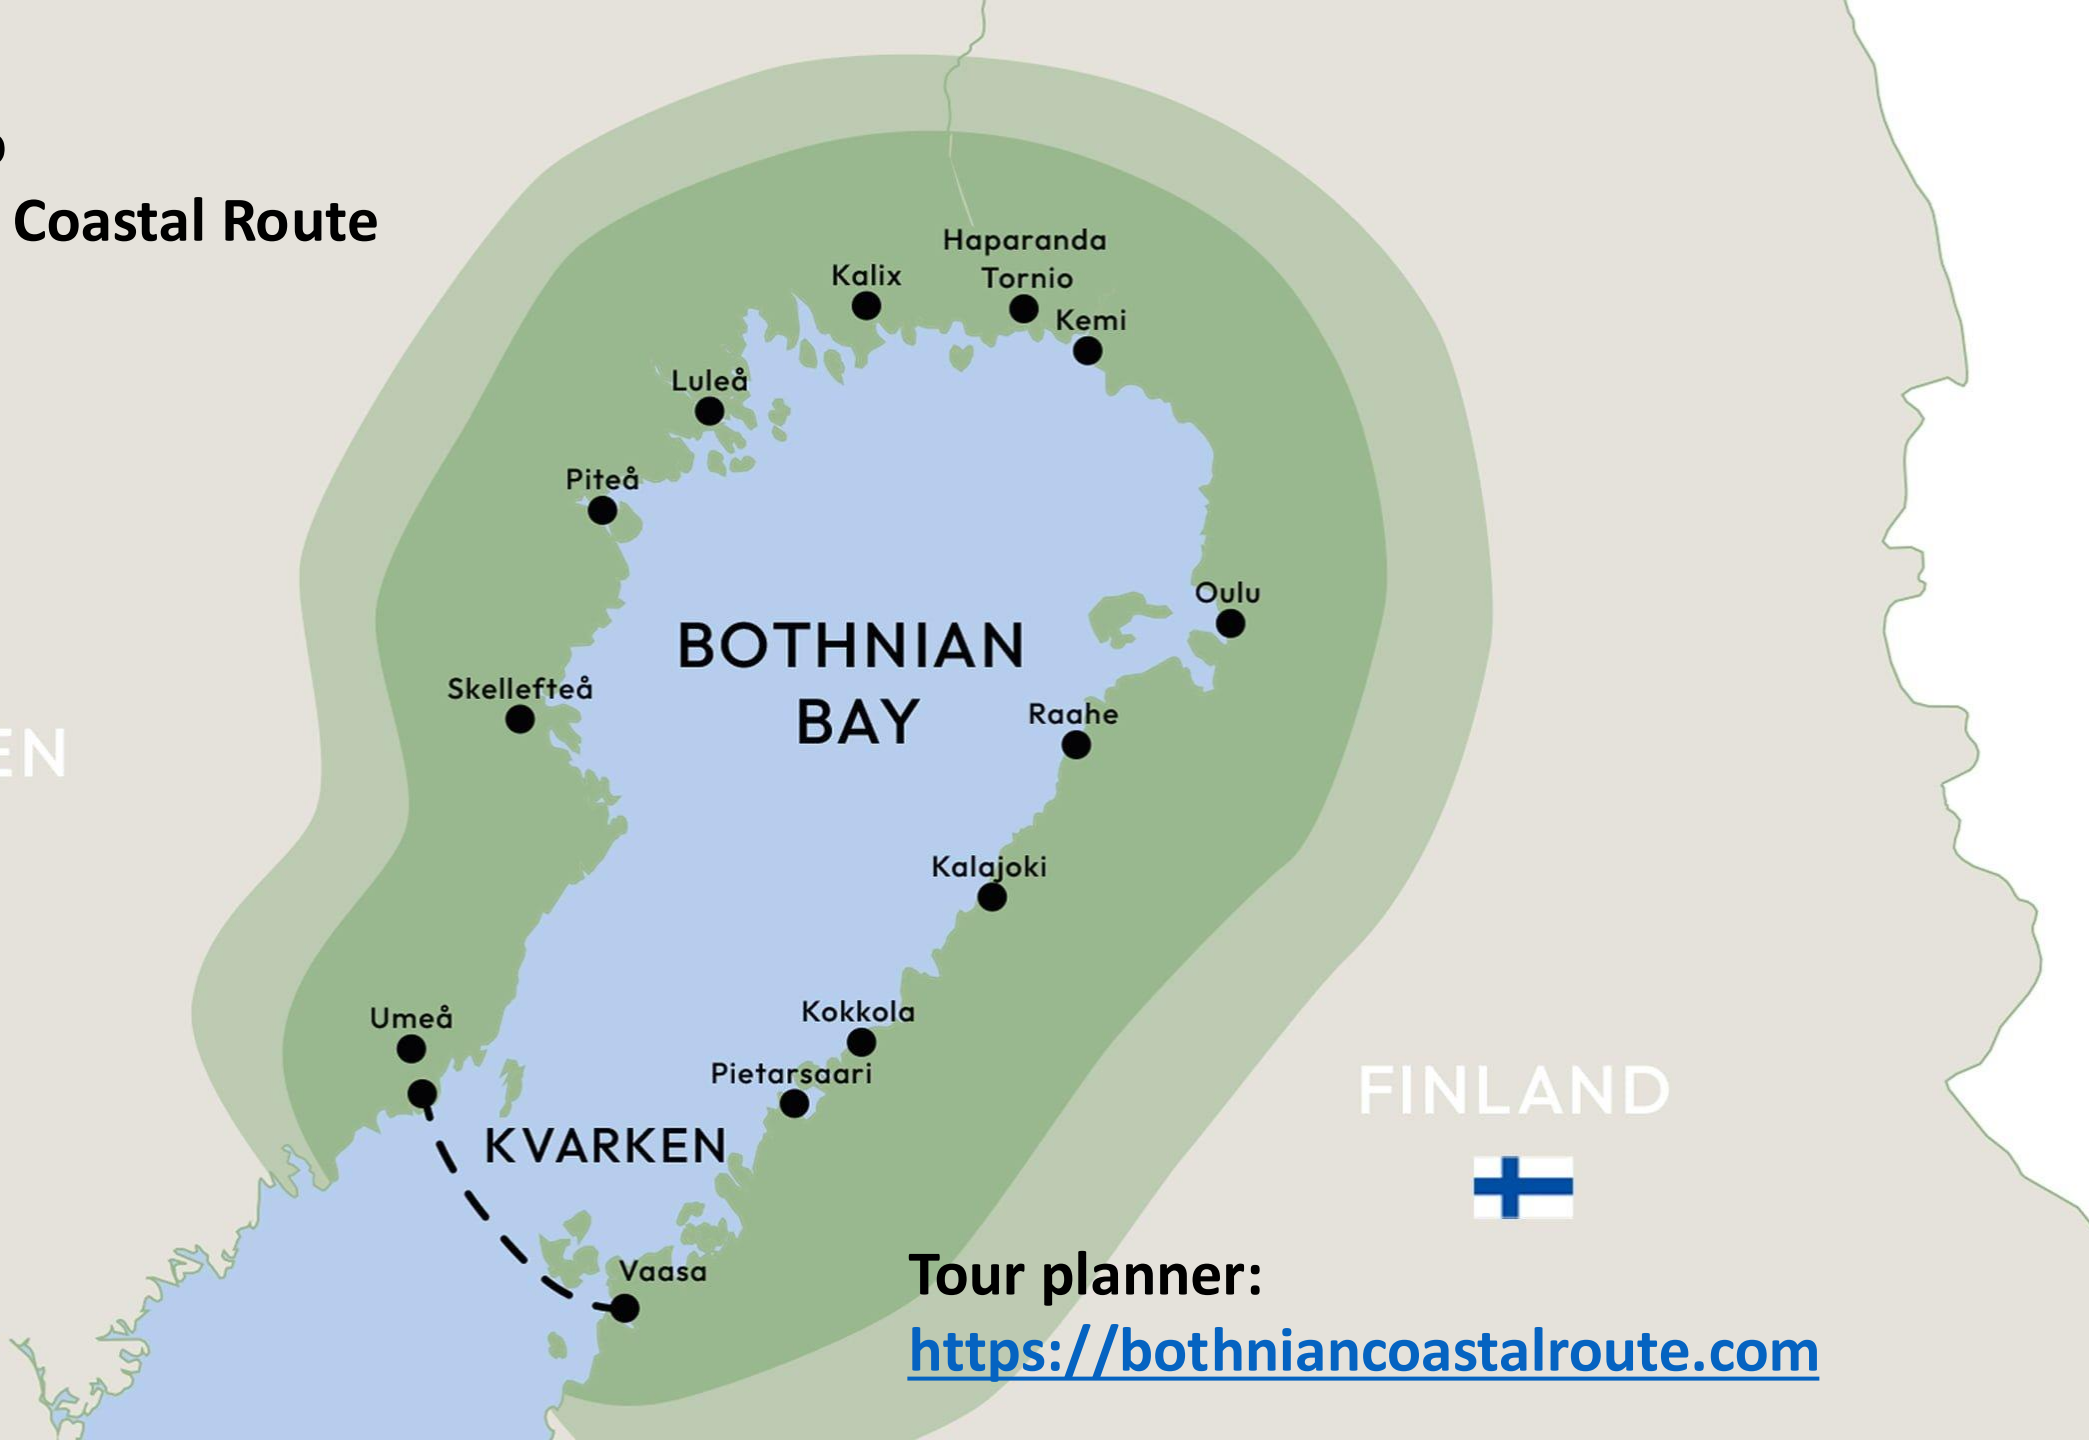 Coastal Route
Haparanda
Tornio
Kalix
Kemi
Luleå
Piteå
Oulu
BOTHNIAN
BAY
Skellefteå
Raahe
Kalajoki
Umeå
Kokkola
Pietarsaari
KVARKEN
FINLAND
Vaasa
Tour planner:
https://bothniancoastalroute.com